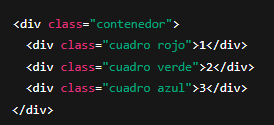 <div class="contenedor">
  <div class="cuadro rojo">1</div>
  <div class="cuadro verde">2</div>
  <div class="cuadro azul">3</div>
</div>